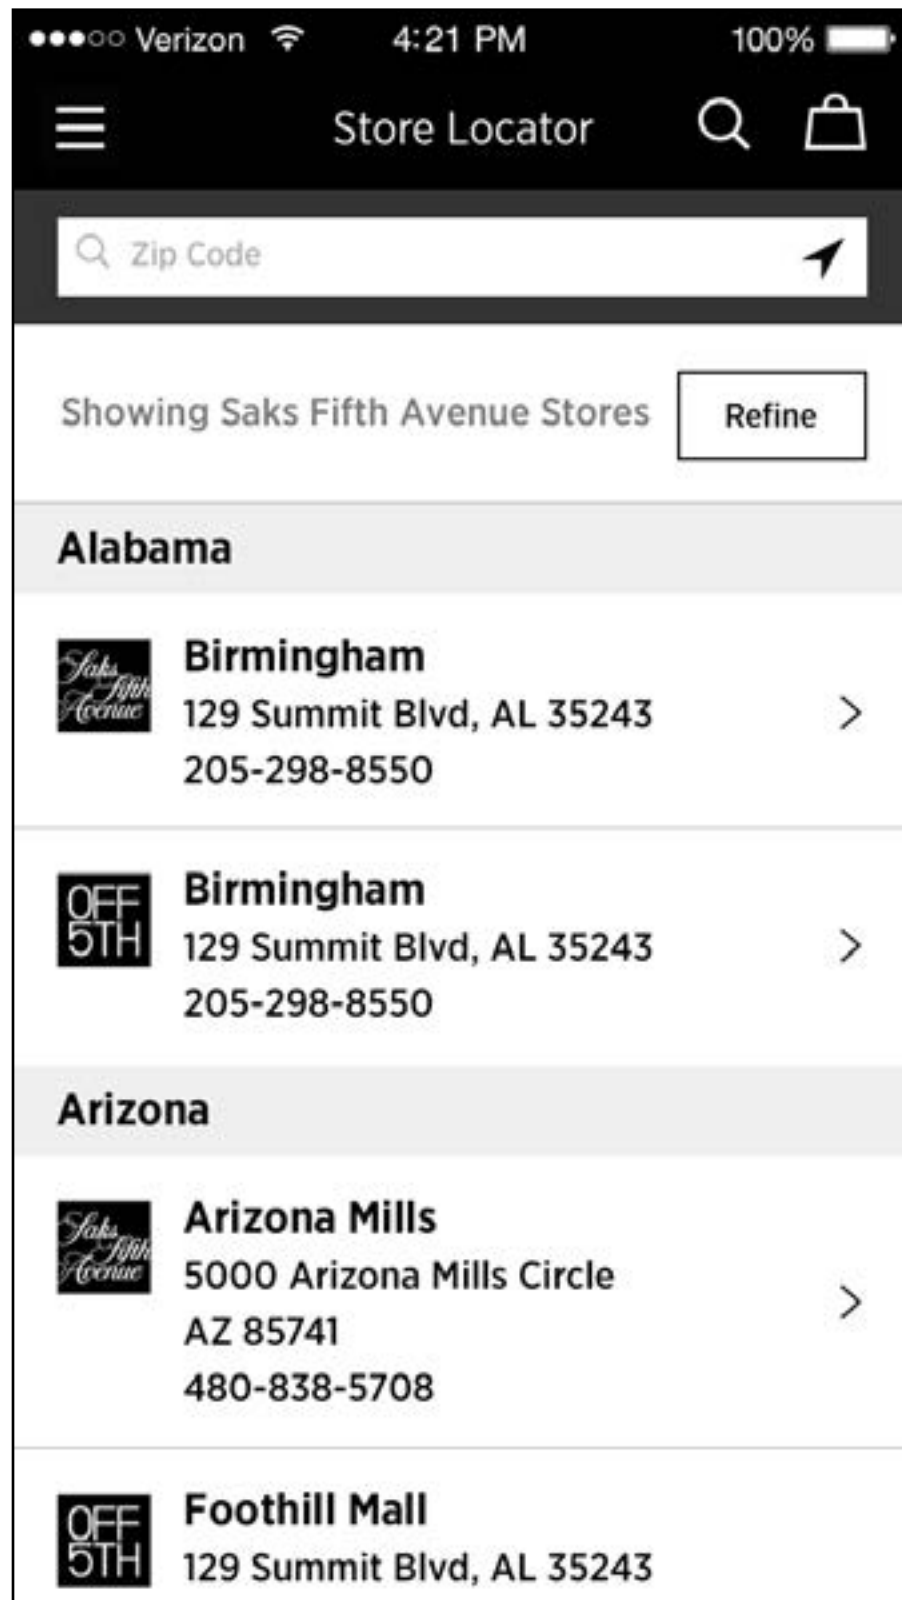 Verizon 4:21 PM 100%
Store Locator
Zip Code
Showing Saks Fifth Avenue Stores
Refine
Alabama
Saks
Fifth
Avenue
Birmingham
129 Summit Blvd, AL 35243
205-298-8550
OFF
5TH
Birmingham
129 Summit Blvd, AL 35243
205-298-8550
Arizona
Saks
Fifth
Avenue
Arizona Mills
5000 Arizona Mills Circle
AZ 85741
480-838-5708
OFF
5TH
Foothill Mall
129 Summit Blvd, AL 35243